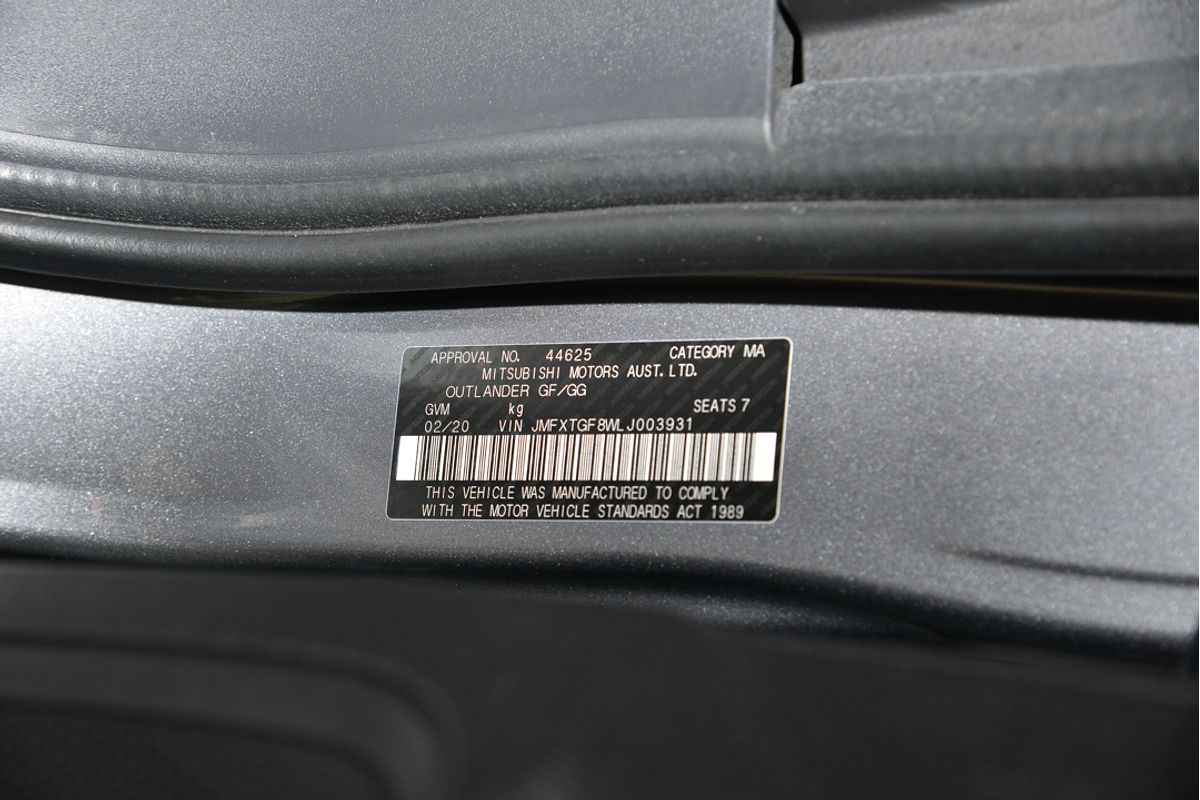 APPROVAL NO. 44625 CATEGORY MA
MITSUBISHI MOTORS AUST. LTD.
OUTLANDER GF/GG
GVM kg SEATS 7
02/20 VIN JMFXTGF8WLJ003931
THIS VEHICLE WAS MANUFACTURED TO COMPLY
WITH THE MOTOR VEHICLE STANDARDS ACT 1989